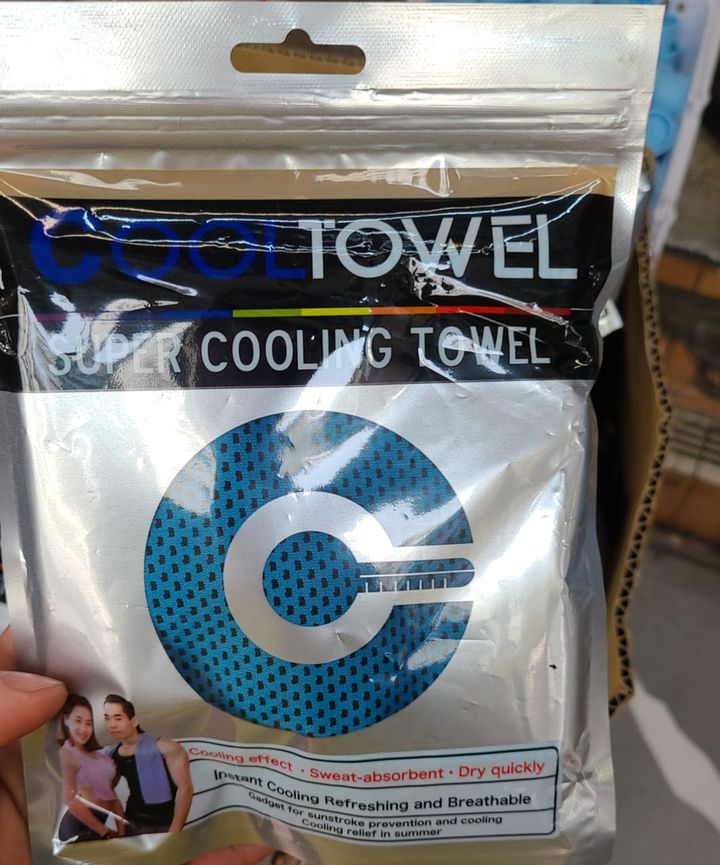 COOLTOWEL
SUPER COOLING TOWEL
Cooling effect · Sweat-absorbent · Dry quickly
Instant Cooling Refreshing and Breathable
Gadget for sunstroke prevention and cooling
Cooling relief in summer